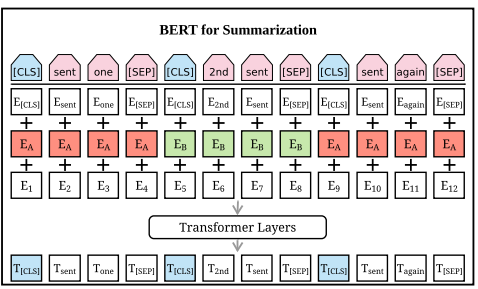 BERT for Summarization
[CLS] sent one [SEP] [CLS] 2nd sent [SEP] [CLS] sent again [SEP]
E[CLS] Esent Eone E[SEP] E[CLS] E2nd Esent E[SEP] E[CLS] Esent Eagain E[SEP]
+ + + + + + + + + + + +
EA EA EA EA EB EB EB EB EA EA EA EA
+ + + + + + + + + + + +
E1 E2 E3 E4 E5 E6 E7 E8 E9 E10 E11 E12
Transformer Layers
T[CLS] Tsent Tone T[SEP] T[CLS] T2nd Tsent T[SEP] T[CLS] Tsent Tagain T[SEP]